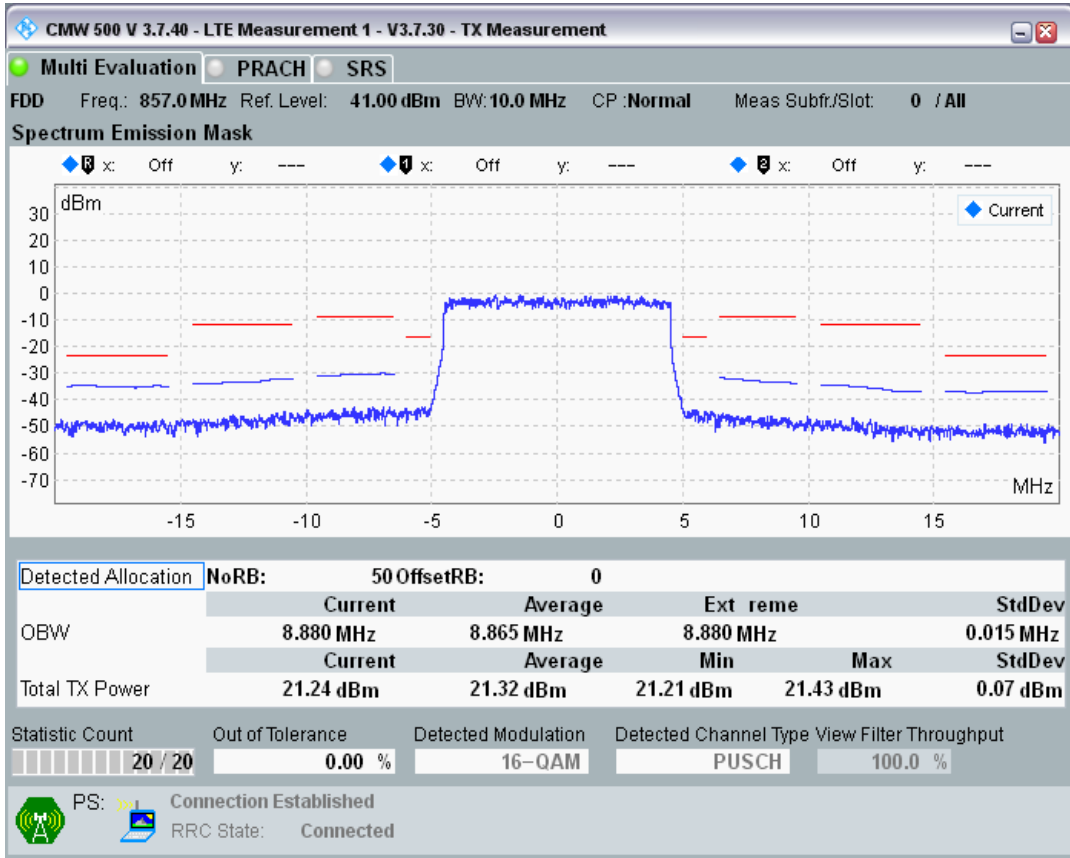 CMW 500 V 3.7.40 - LTE Measurement 1 - V3.7.30 - TX Measurement
Multi Evaluation PRACH SRS
FDD Freq.: 857.0 MHz Ref. Level: 41.00 dBm BW: 10.0 MHz CP :Normal Meas Subfr./Slot: 0 / All
Spectrum Emission Mask
R x: Off y: --- 1 x: Off y: --- 2 x: Off y: ---
dBm
Current
30
20
10
0
-10
-20
-30
-40
-50
-60
-70
MHz
-15 -10 -5 0 5 10 15
Detected Allocation NoRB: 50 OffsetRB: 0
Current Average Ext reme StdDev
OBW 8.880 MHz 8.865 MHz 8.880 MHz 0.015 MHz
Current Average Min Max StdDev
Total TX Power 21.24 dBm 21.32 dBm 21.21 dBm 21.43 dBm 0.07 dBm
Statistic Count Out of Tolerance Detected Modulation Detected Channel Type View Filter Throughput
20 / 20 0.00 % 16-QAM PUSCH 100.0 %
PS: Connection Established
RRC State: Connected